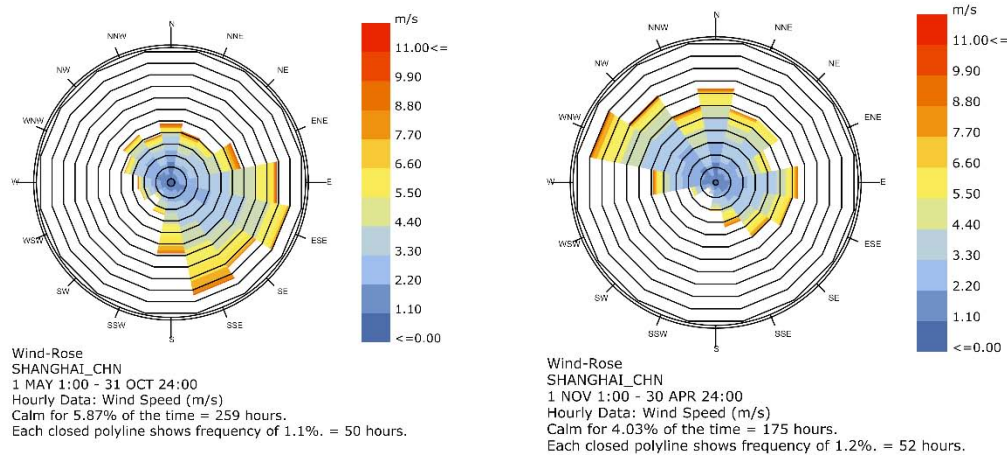 m/s
11.00<=
9.90
8.80
7.70
6.60
5.50
4.40
3.30
2.20
1.10
<=0.00
N
NNE
NE
ENE
E
ESE
SE
SSE
S
SSW
SW
WSW
W
WNW
NW
NNW
Wind-Rose
SHANGHAI_CHN
1 MAY 1:00 - 31 OCT 24:00
Hourly Data: Wind Speed (m/s)
Calm for 5.87% of the time = 259 hours.
Each closed polyline shows frequency of 1.1%. = 50 hours.
m/s
11.00<=
9.90
8.80
7.70
6.60
5.50
4.40
3.30
2.20
1.10
<=0.00
N
NNE
NE
ENE
E
ESE
SE
SSE
S
SSW
SW
WSW
W
WNW
NW
NNW
Wind-Rose
SHANGHAI_CHN
1 NOV 1:00 - 30 APR 24:00
Hourly Data: Wind Speed (m/s)
Calm for 4.03% of the time = 175 hours.
Each closed polyline shows frequency of 1.2%. = 52 hours.